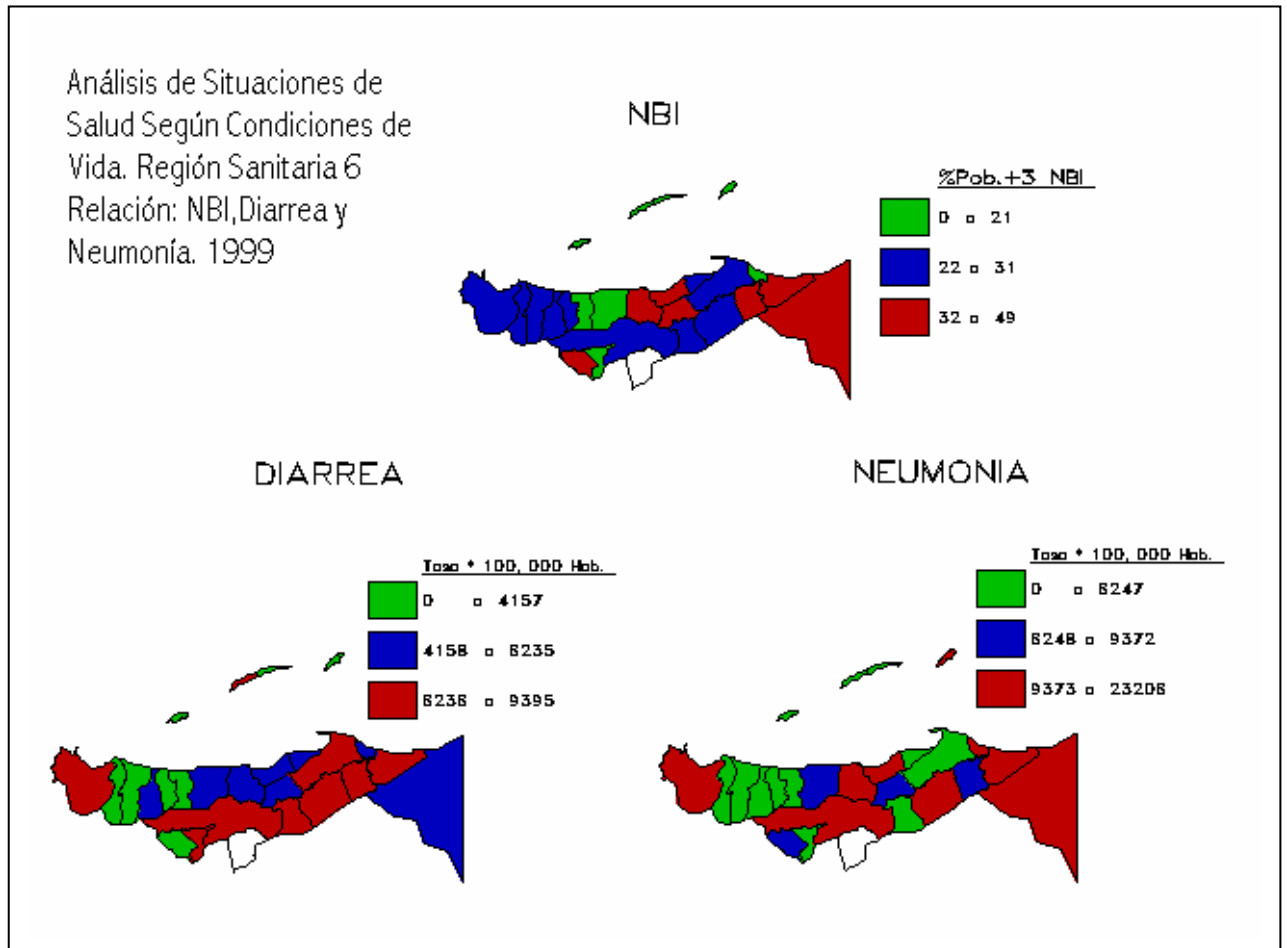 Análisis de Situaciones de
Salud Según Condiciones de
Vida. Región Sanitaria 6
Relación: NBI,Diarrea y
Neumonía. 1999
NBI
%Pob.+3 NBI
0 a 21
22 a 31
32 a 49
DIARREA
Tasa * 100, 000 Hab.
0 a 4157
4158 a 6235
6236 a 9395
NEUMONIA
Tasa * 100, 000 Hab.
0 a 6247
6248 a 9372
9373 a 23206